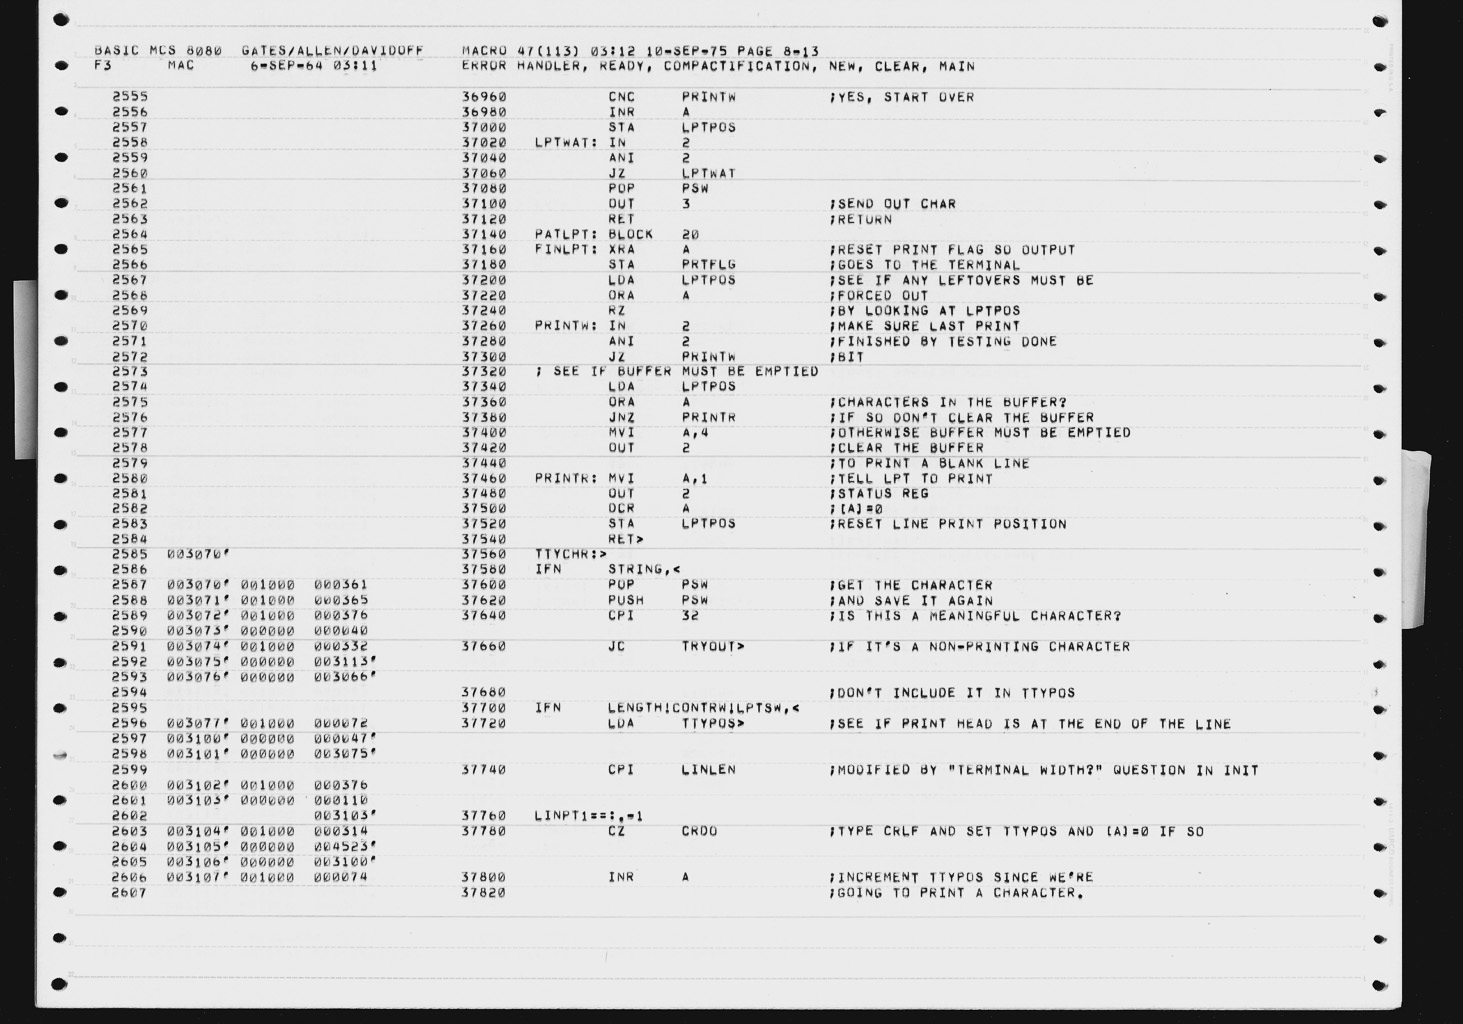 BASIC MCS 8080  GATES/ALLEN/DAVIDOFF    MACRO 47(113) 03:12 10-SEP-75 PAGE 8-13
F3      MAC      6-SEP-64 03:11         ERROR HANDLER, READY, COMPACTIFICATION, NEW, CLEAR, MAIN
2555 36960 CNC PRINTW ;YES, START OVER
2556 36980 INR A
2557 37000 STA LPTPOS
2558 37020 LPTWAT: IN 2
2559 37040 ANI 2
2560 37060 JZ LPTWAT
2561 37080 POP PSW
2562 37100 OUT 3 ;SEND OUT CHAR
2563 37120 RET ;RETURN
2564 37140 PATLPT: BLOCK 20
2565 37160 FINLPT: XRA A ;RESET PRINT FLAG SO OUTPUT
2566 37180 STA PRTFLG ;GOES TO THE TERMINAL
2567 37200 LDA LPTPOS ;SEE IF ANY LEFTOVERS MUST BE
2568 37220 ORA A ;FORCED OUT
2569 37240 RZ ;BY LOOKING AT LPTPOS
2570 37260 PRINTW: IN 2 ;MAKE SURE LAST PRINT
2571 37280 ANI 2 ;FINISHED BY TESTING DONE
2572 37300 JZ PRINTW ;BIT
2573 37320 ; SEE IF BUFFER MUST BE EMPTIED
2574 37340 LDA LPTPOS
2575 37360 ORA A ;CHARACTERS IN THE BUFFER?
2576 37380 JNZ PRINTR ;IF SO DON'T CLEAR THE BUFFER
2577 37400 MVI A,4 ;OTHERWISE BUFFER MUST BE EMPTIED
2578 37420 OUT 2 ;CLEAR THE BUFFER
2579 37440 ;TO PRINT A BLANK LINE
2580 37460 PRINTR: MVI A,1 ;TELL LPT TO PRINT
2581 37480 OUT 2 ;STATUS REG
2582 37500 DCR A ;[A]=0
2583 37520 STA LPTPOS ;RESET LINE PRINT POSITION
2584 37540 RET>
2585 003070' 37560 TTYCHR:>
2586 37580 IFN STRING,<
2587 003070' 001000 000361 37600 POP PSW ;GET THE CHARACTER
2588 003071' 001000 000365 37620 PUSH PSW ;AND SAVE IT AGAIN
2589 003072' 001000 000376 37640 CPI 32 ;IS THIS A MEANINGFUL CHARACTER?
2590 003073' 000000 000040
2591 003074' 001000 000332 37660 JC TRYOUT> ;IF IT'S A NON-PRINTING CHARACTER
2592 003075' 000000 003113'
2593 003076' 000000 003066'
2594 37680 ;DON'T INCLUDE IT IN TTYPOS
2595 37700 IFN LENGTH!CONTRW!LPTSW,<
2596 003077' 001000 000072 37720 LDA TTYPOS> ;SEE IF PRINT HEAD IS AT THE END OF THE LINE
2597 003100' 000000 000047'
2598 003101' 000000 003075'
2599 37740 CPI LINLEN ;MODIFIED BY "TERMINAL WIDTH?" QUESTION IN INIT
2600 003102' 001000 000376
2601 003103' 000000 000110
2602 003103' 37760 LINPT1==:.-1
2603 003104' 001000 000314 37780 CZ CRDO ;TYPE CRLF AND SET TTYPOS AND [A]=0 IF SO
2604 003105' 000000 004523'
2605 003106' 000000 003100'
2606 003107' 001000 000074 37800 INR A ;INCREMENT TTYPOS SINCE WE'RE
2607 37820 ;GOING TO PRINT A CHARACTER.